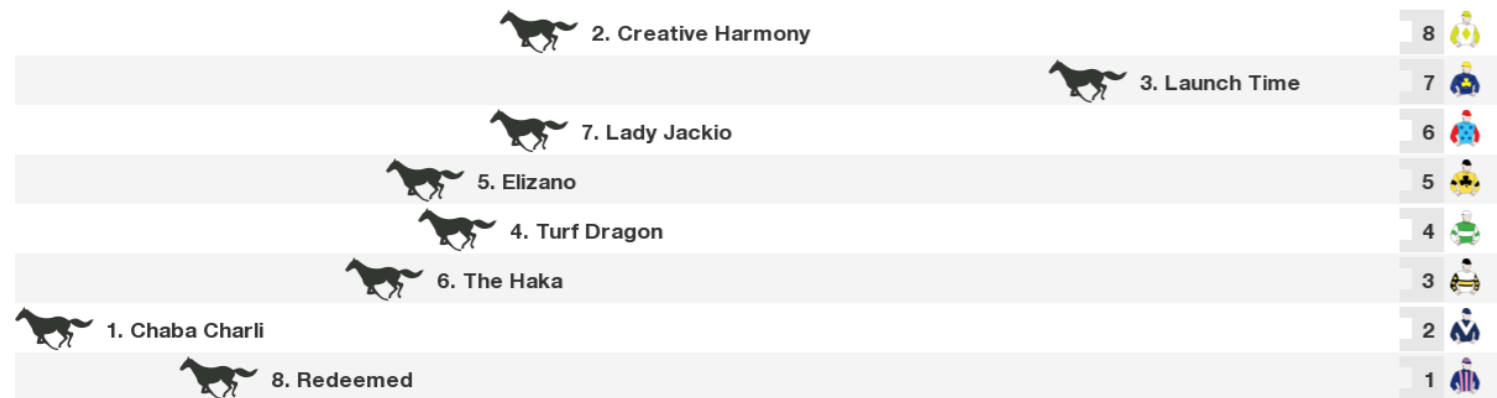 2. Creative Harmony 8
3. Launch Time 7
7. Lady Jackio 6
5. Elizano 5
4. Turf Dragon 4
6. The Haka 3
1. Chaba Charli 2
8. Redeemed 1